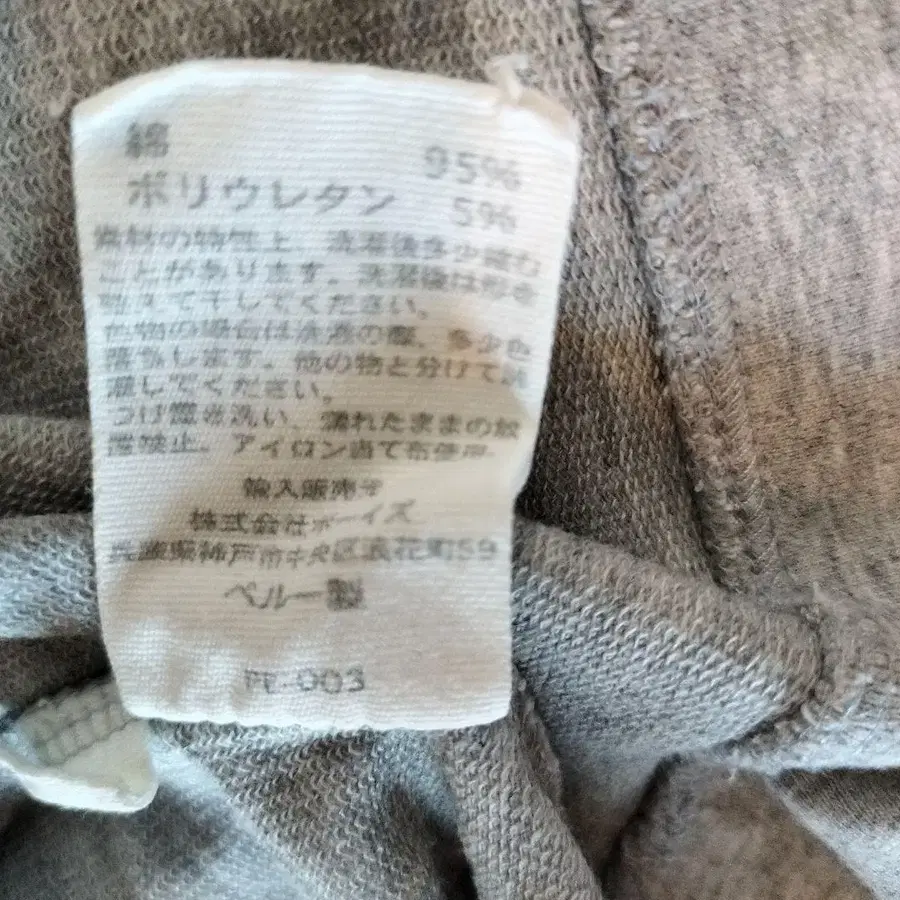 綿 95%
ポリウレタン 5%
素材の特性上、洗濯後多少縮む
ことがあります。洗濯後は形を
整えて干してください。
色物の場合は洗濯の際、多少色
落ちします。他の物と分けて洗
濯してください。
つけ置き洗い、濡れたままの放
置禁止。アイロン当て布使用。
輸入販売元
株式会社ボーイズ
兵庫県神戸市中央区浪花町59
ペルー製
PE-003